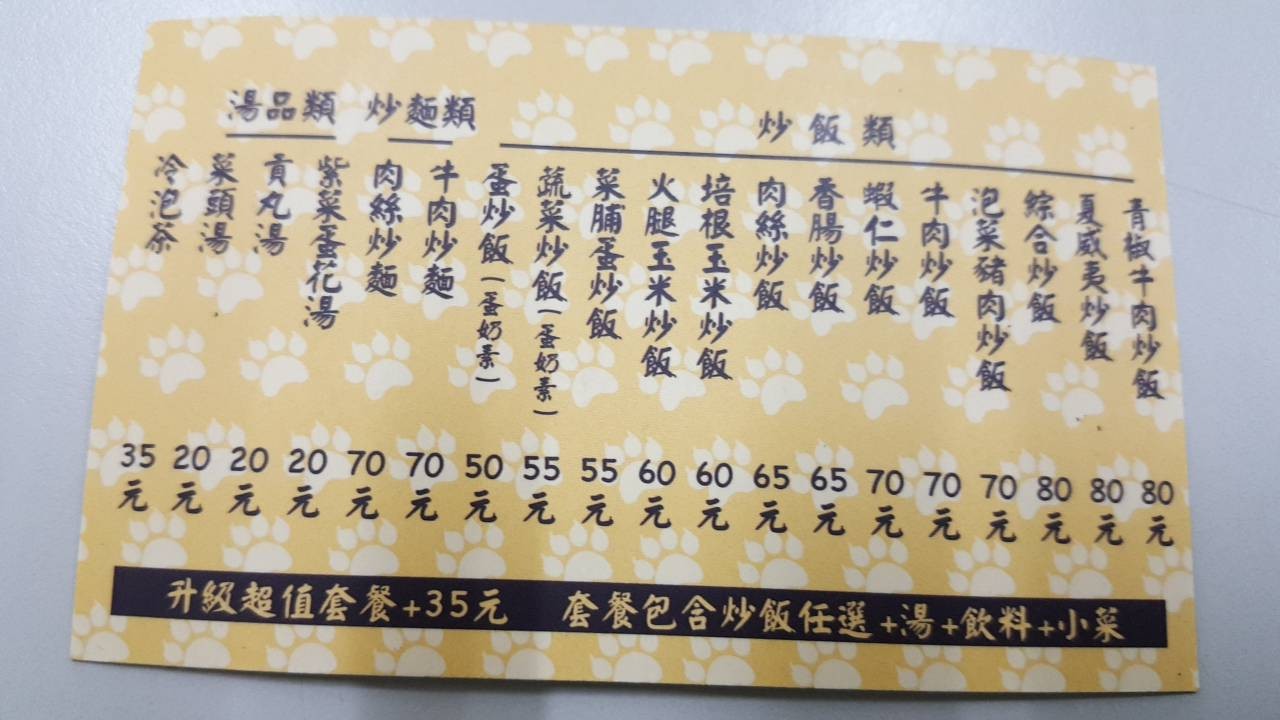 炒飯類
青椒牛肉炒飯 80元
夏威夷炒飯 80元
綜合炒飯 80元
泡菜豬肉炒飯 70元
牛肉炒飯 70元
蝦仁炒飯 70元
香腸炒飯 65元
肉絲炒飯 65元
培根玉米炒飯 60元
火腿玉米炒飯 60元
菜脯蛋炒飯 55元
蔬菜炒飯(蛋奶素) 55元
蛋炒飯(蛋奶素) 50元
炒麵類
牛肉炒麵 70元
肉絲炒麵 70元
湯品類
紫菜蛋花湯 20元
貢丸湯 20元
菜頭湯 20元
冷泡茶 35元
升級超值套餐+35元 套餐包含炒飯任選+湯+飲料+小菜